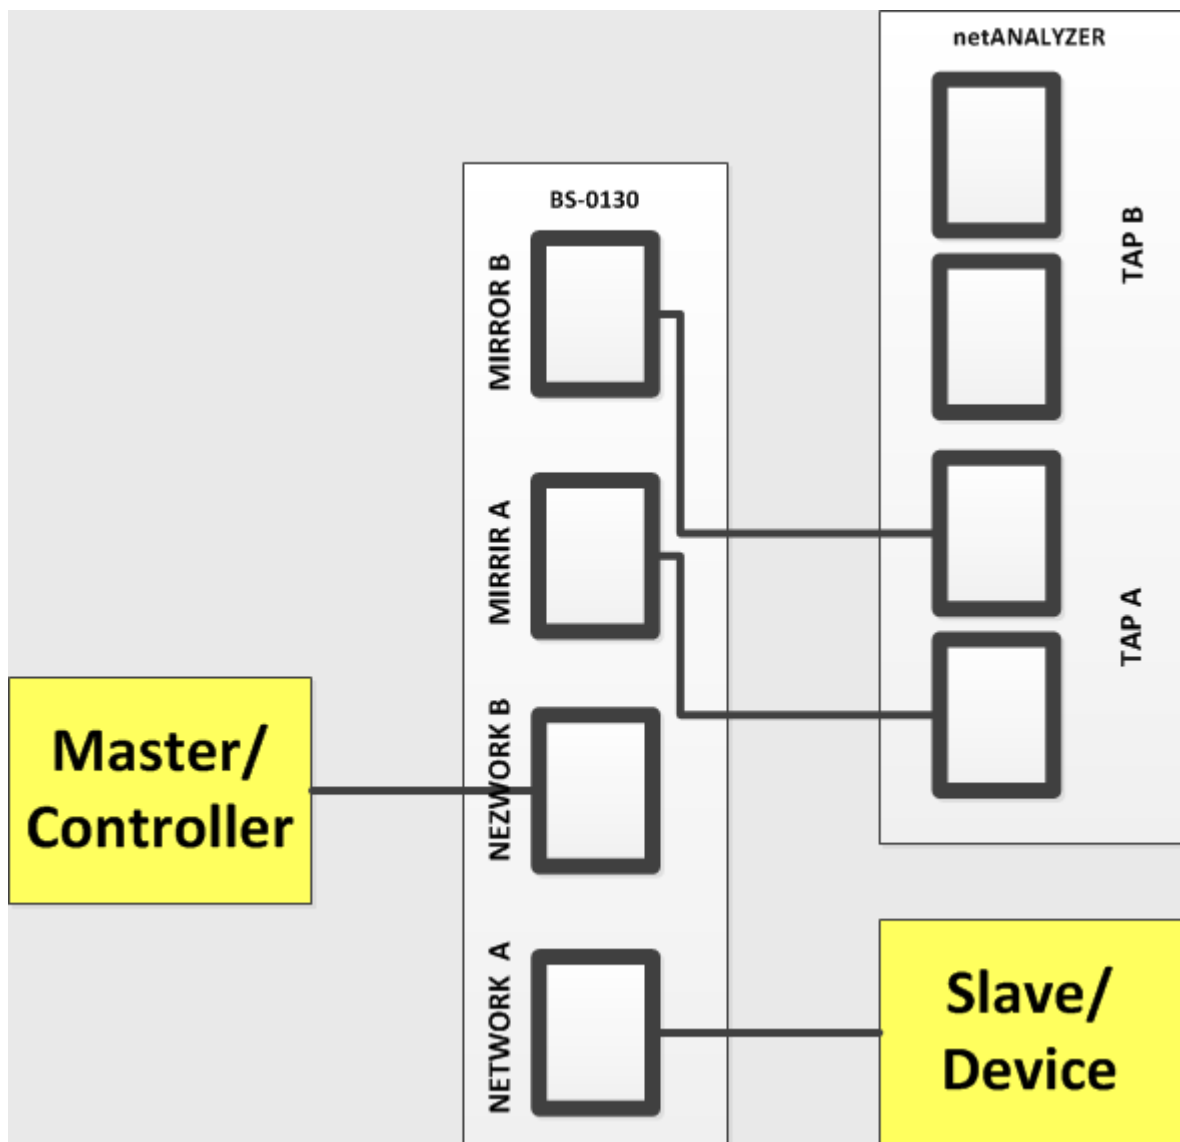 netANALYZER
TAP B
TAP A
BS-0130
MIRROR B
MIRRIR A
NEZWORK B
NETWORK A
Master/
Controller
Slave/
Device